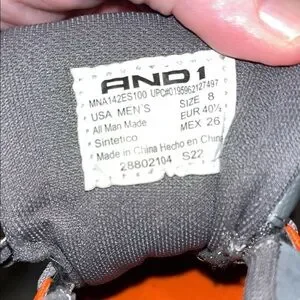 AND1
MNA142ES100 UPC#0195962127497
USA MEN'S SIZE 8
All Man Made EUR 40½
Sintetico MEX 26
Made in China Hecho en China
28802104 S22